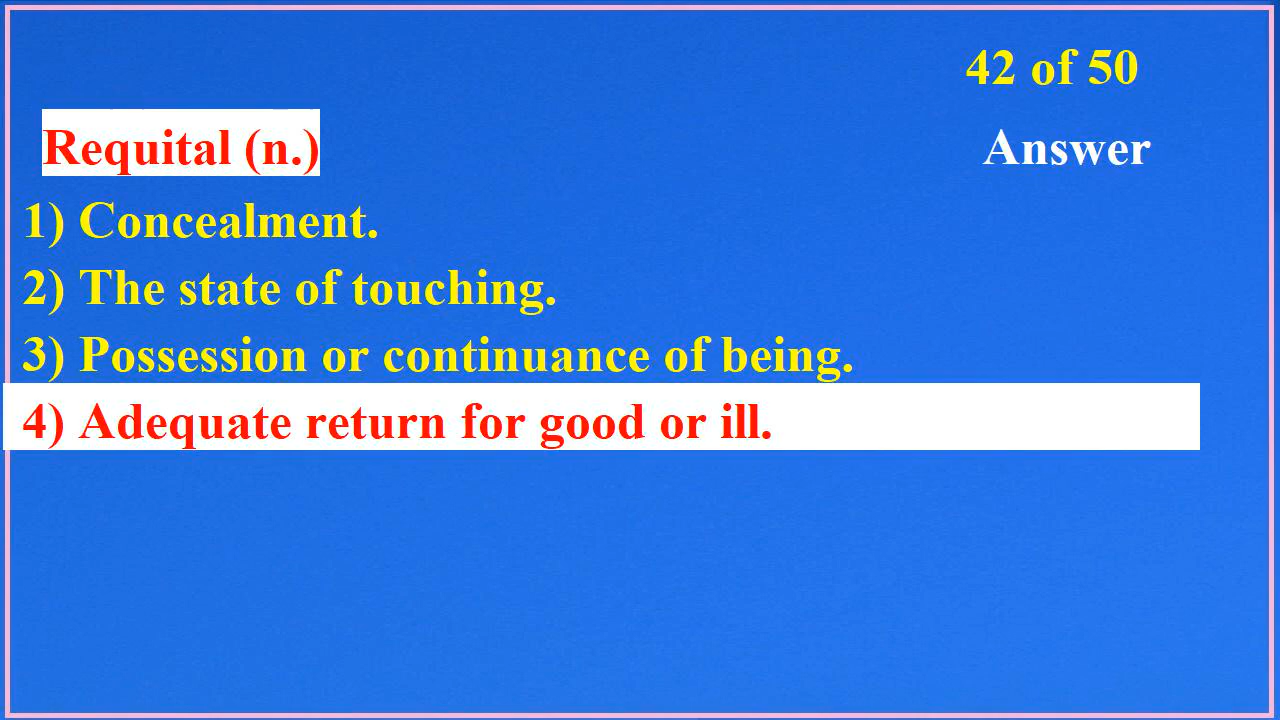 42 of 50
Requital (n.)
Answer
1) Concealment.
2) The state of touching.
3) Possession or continuance of being.
4) Adequate return for good or ill.